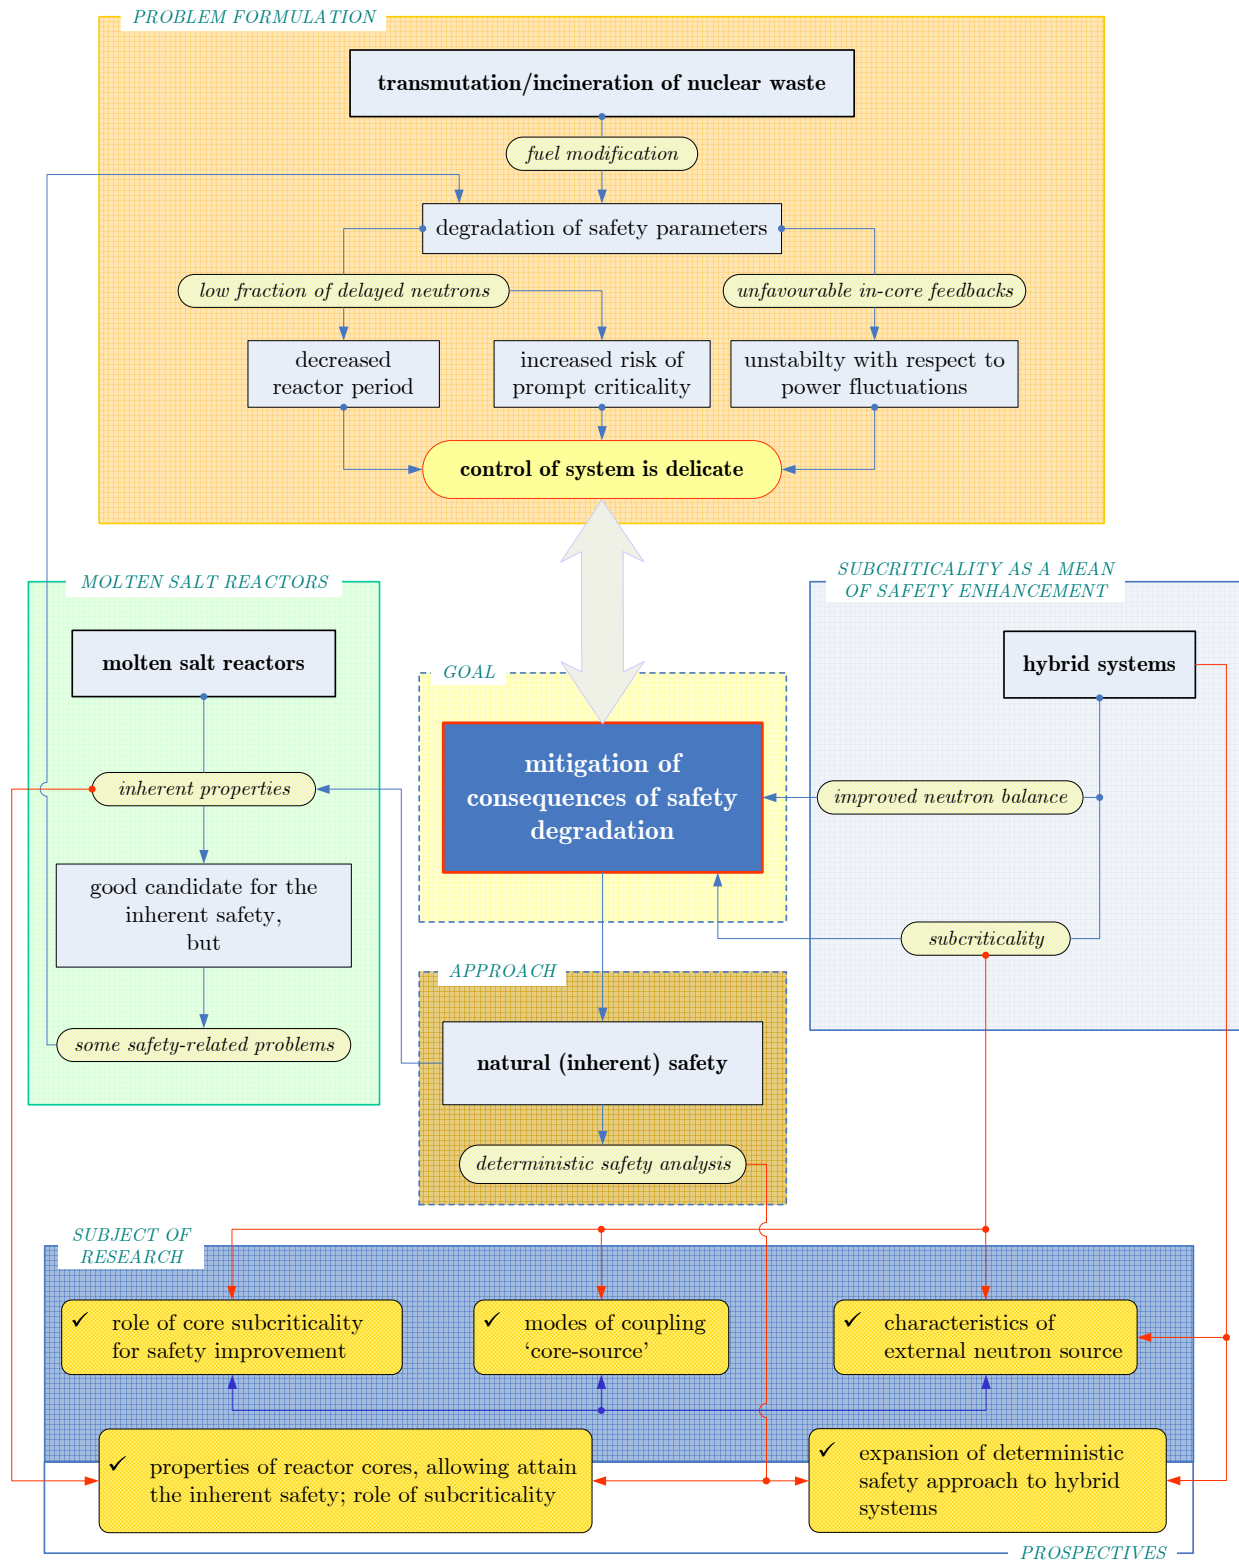 PROBLEM FORMULATION
transmutation/incineration of nuclear waste
fuel modification
degradation of safety parameters
low fraction of delayed neutrons
unfavourable in-core feedbacks
decreased
reactor period
increased risk of
prompt criticality
unstabilty with respect to
power fluctuations
control of system is delicate
MOLTEN SALT REACTORS
molten salt reactors
inherent properties
good candidate for the
inherent safety,
but
some safety-related problems
GOAL
mitigation of
consequences of safety
degradation
SUBCRITICALITY AS A MEAN
OF SAFETY ENHANCEMENT
hybrid systems
improved neutron balance
subcriticality
APPROACH
natural (inherent) safety
deterministic safety analysis
SUBJECT OF
RESEARCH
✓ role of core subcriticality
for safety improvement
✓ modes of coupling
‘core-source’
✓ characteristics of
external neutron source
✓ properties of reactor cores, allowing attain
the inherent safety; role of subcriticality
✓ expansion of deterministic
safety approach to hybrid
systems
PROSPECTIVES